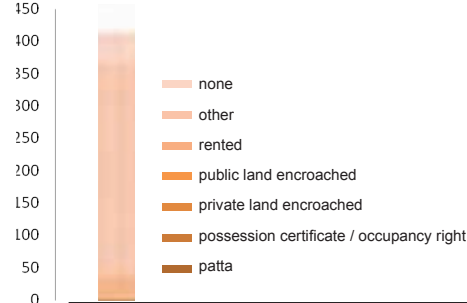 450
400
350
300
250
200
150
100
50
0
none
other
rented
public land encroached
private land encroached
possession certificate / occupancy right
patta